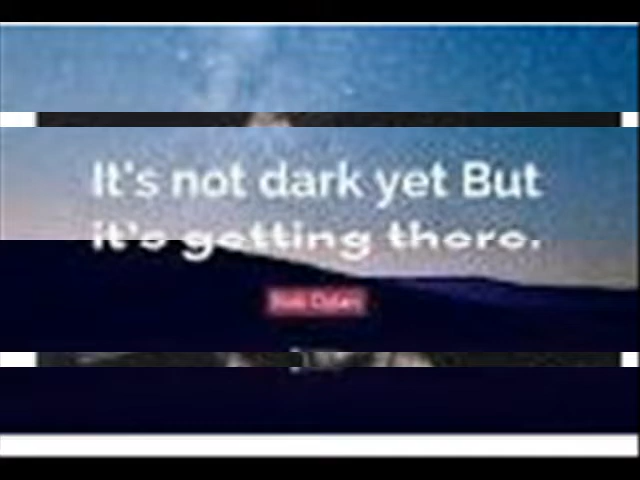 It's not dark yet But
it's getting there.
Bob Dylan